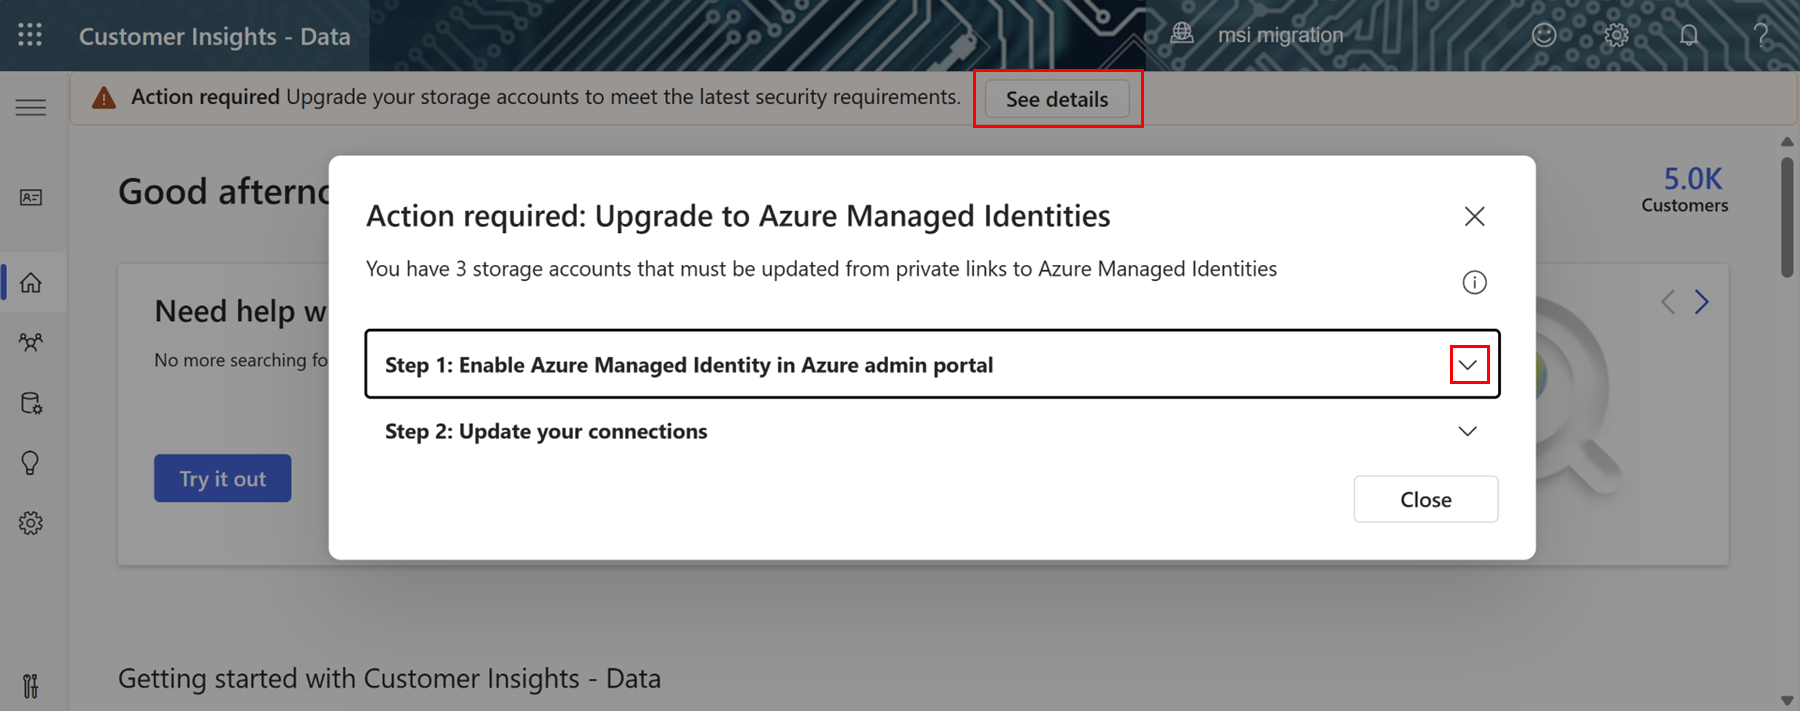 Customer Insights - Data
msi migration
Action required Upgrade your storage accounts to meet the latest security requirements.
See details
Good afterno
5.0K
Customers
Action required: Upgrade to Azure Managed Identities
You have 3 storage accounts that must be updated from private links to Azure Managed Identities
Need help w
No more searching fo
Step 1: Enable Azure Managed Identity in Azure admin portal
Step 2: Update your connections
Try it out
Close
Getting started with Customer Insights - Data